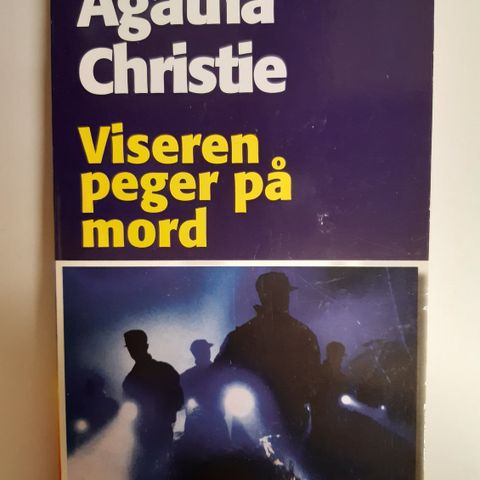 Agatha
Christie
Viseren
peger på
mord